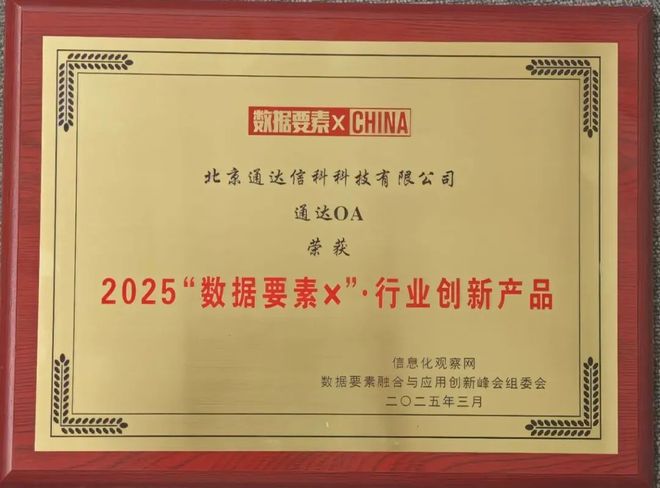 数据要素×CHINA
北京通达信科科技有限公司
通达OA
荣获
2025“数据要素×”·行业创新产品
信息化观察网
数据要素融合与应用创新峰会组委会
二〇二五年三月